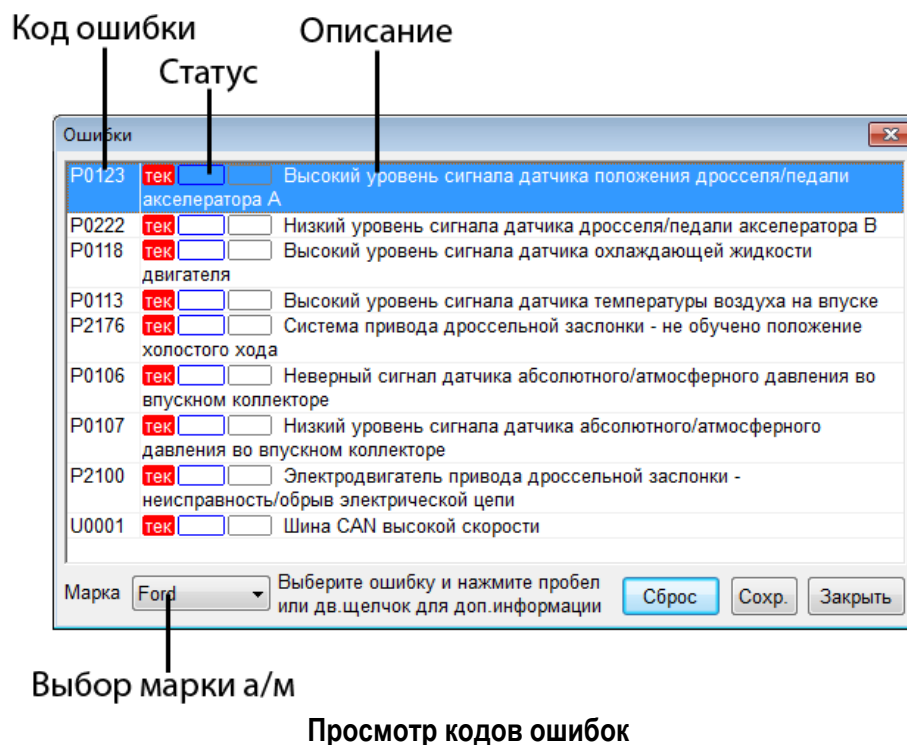 Код ошибки
Описание
Статус
Ошибки
P0123 тек Высокий уровень сигнала датчика положения дросселя/педали
акселератора А
P0222 тек Низкий уровень сигнала датчика дросселя/педали акселератора В
P0118 тек Высокий уровень сигнала датчика охлаждающей жидкости
двигателя
P0113 тек Высокий уровень сигнала датчика температуры воздуха на впуске
P2176 тек Система привода дроссельной заслонки - не обучено положение
холостого хода
P0106 тек Неверный сигнал датчика абсолютного/атмосферного давления во
впускном коллекторе
P0107 тек Низкий уровень сигнала датчика абсолютного/атмосферного
давления во впускном коллекторе
P2100 тек Электродвигатель привода дроссельной заслонки -
неисправность/обрыв электрической цепи
U0001 тек Шина CAN высокой скорости
Марка Ford Выберите ошибку и нажмите пробел
или дв.щелчок для доп.информации Сброс Сохр. Закрыть
Выбор марки а/м
Просмотр кодов ошибок